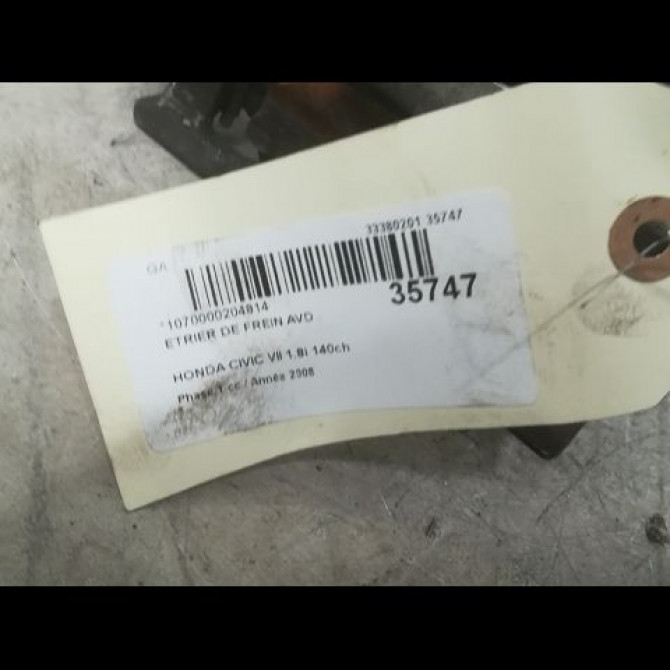 33380201 35747
GA
35747
*1070000204814
ETRIER DE FREIN AVD
HONDA CIVIC VII 1.8i 140ch
Phase 1 cc / Année 2008